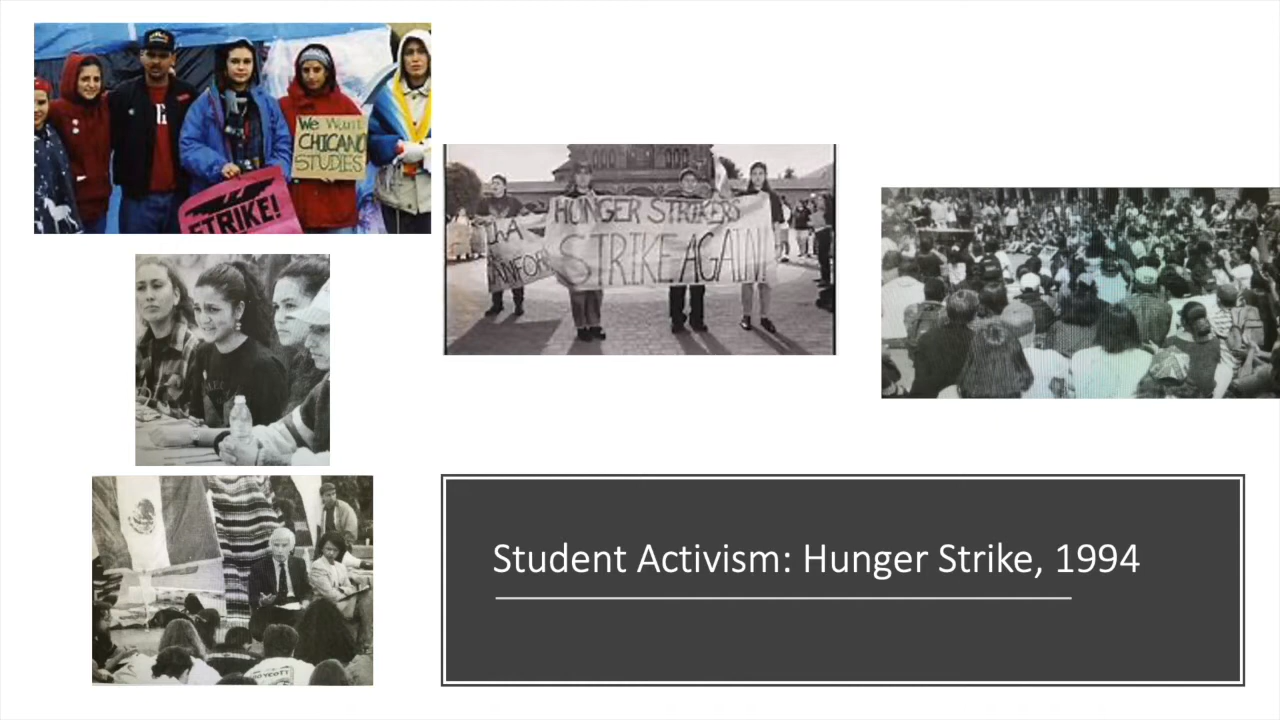 We Want
CHICANO
STUDIES
STRIKE!
HUNGER STRIKERS
STRIKE AGAIN!
Student Activism: Hunger Strike, 1994